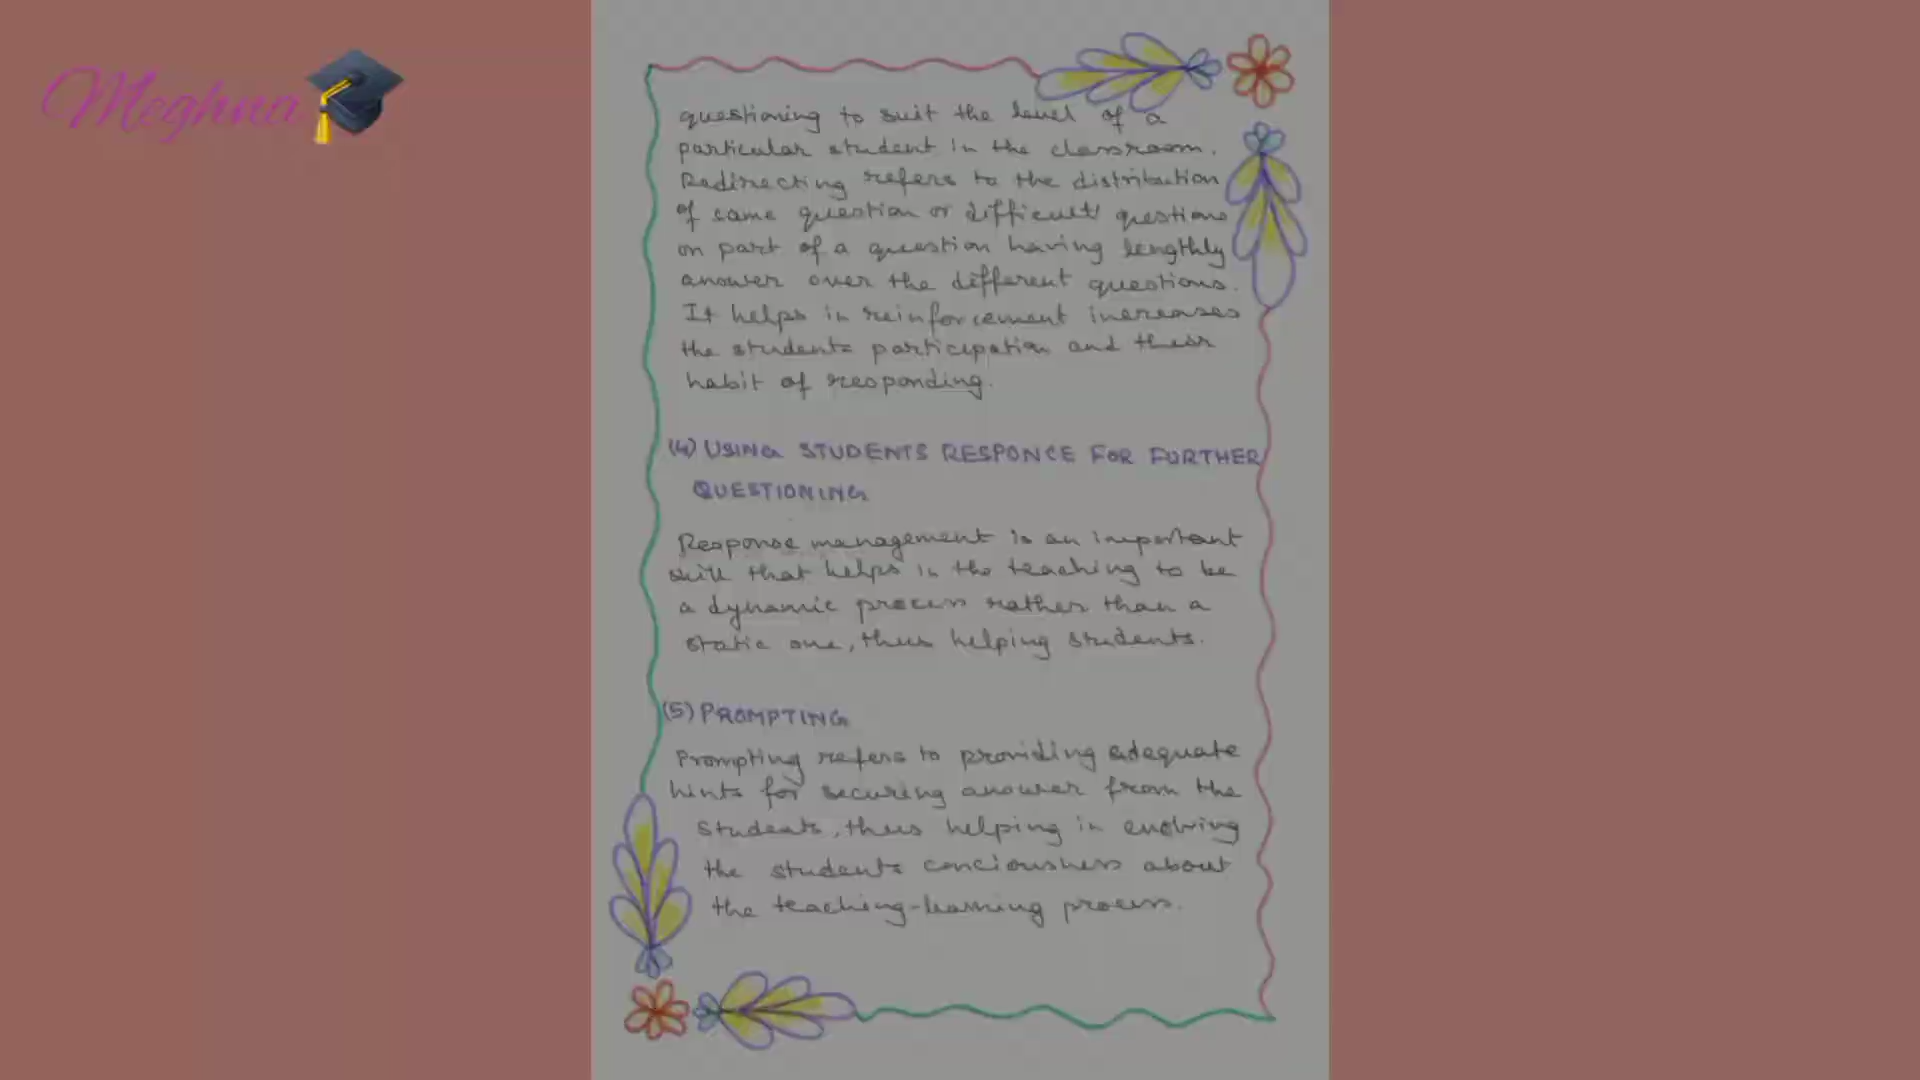 Meghna
questioning to suit the level of a
particular student in the classroom.
Redirecting refers to the distribution
of same question or difficult questions
on part of a question having lengthly
answer over the different questions.
It helps in reinforcement increases
the students participation and their
habit of responding.
(4) USING STUDENTS RESPONCE FOR FURTHER
QUESTIONING
Response management is an important
skill that helps in the teaching to be
a dynamic process rather than a
static one, thus helping students.
(5) PROMPTING
Prompting refers to providing adequate
hints for securing answer from the
students, thus helping in evolving
the students conciousness about
the teaching-learning process.